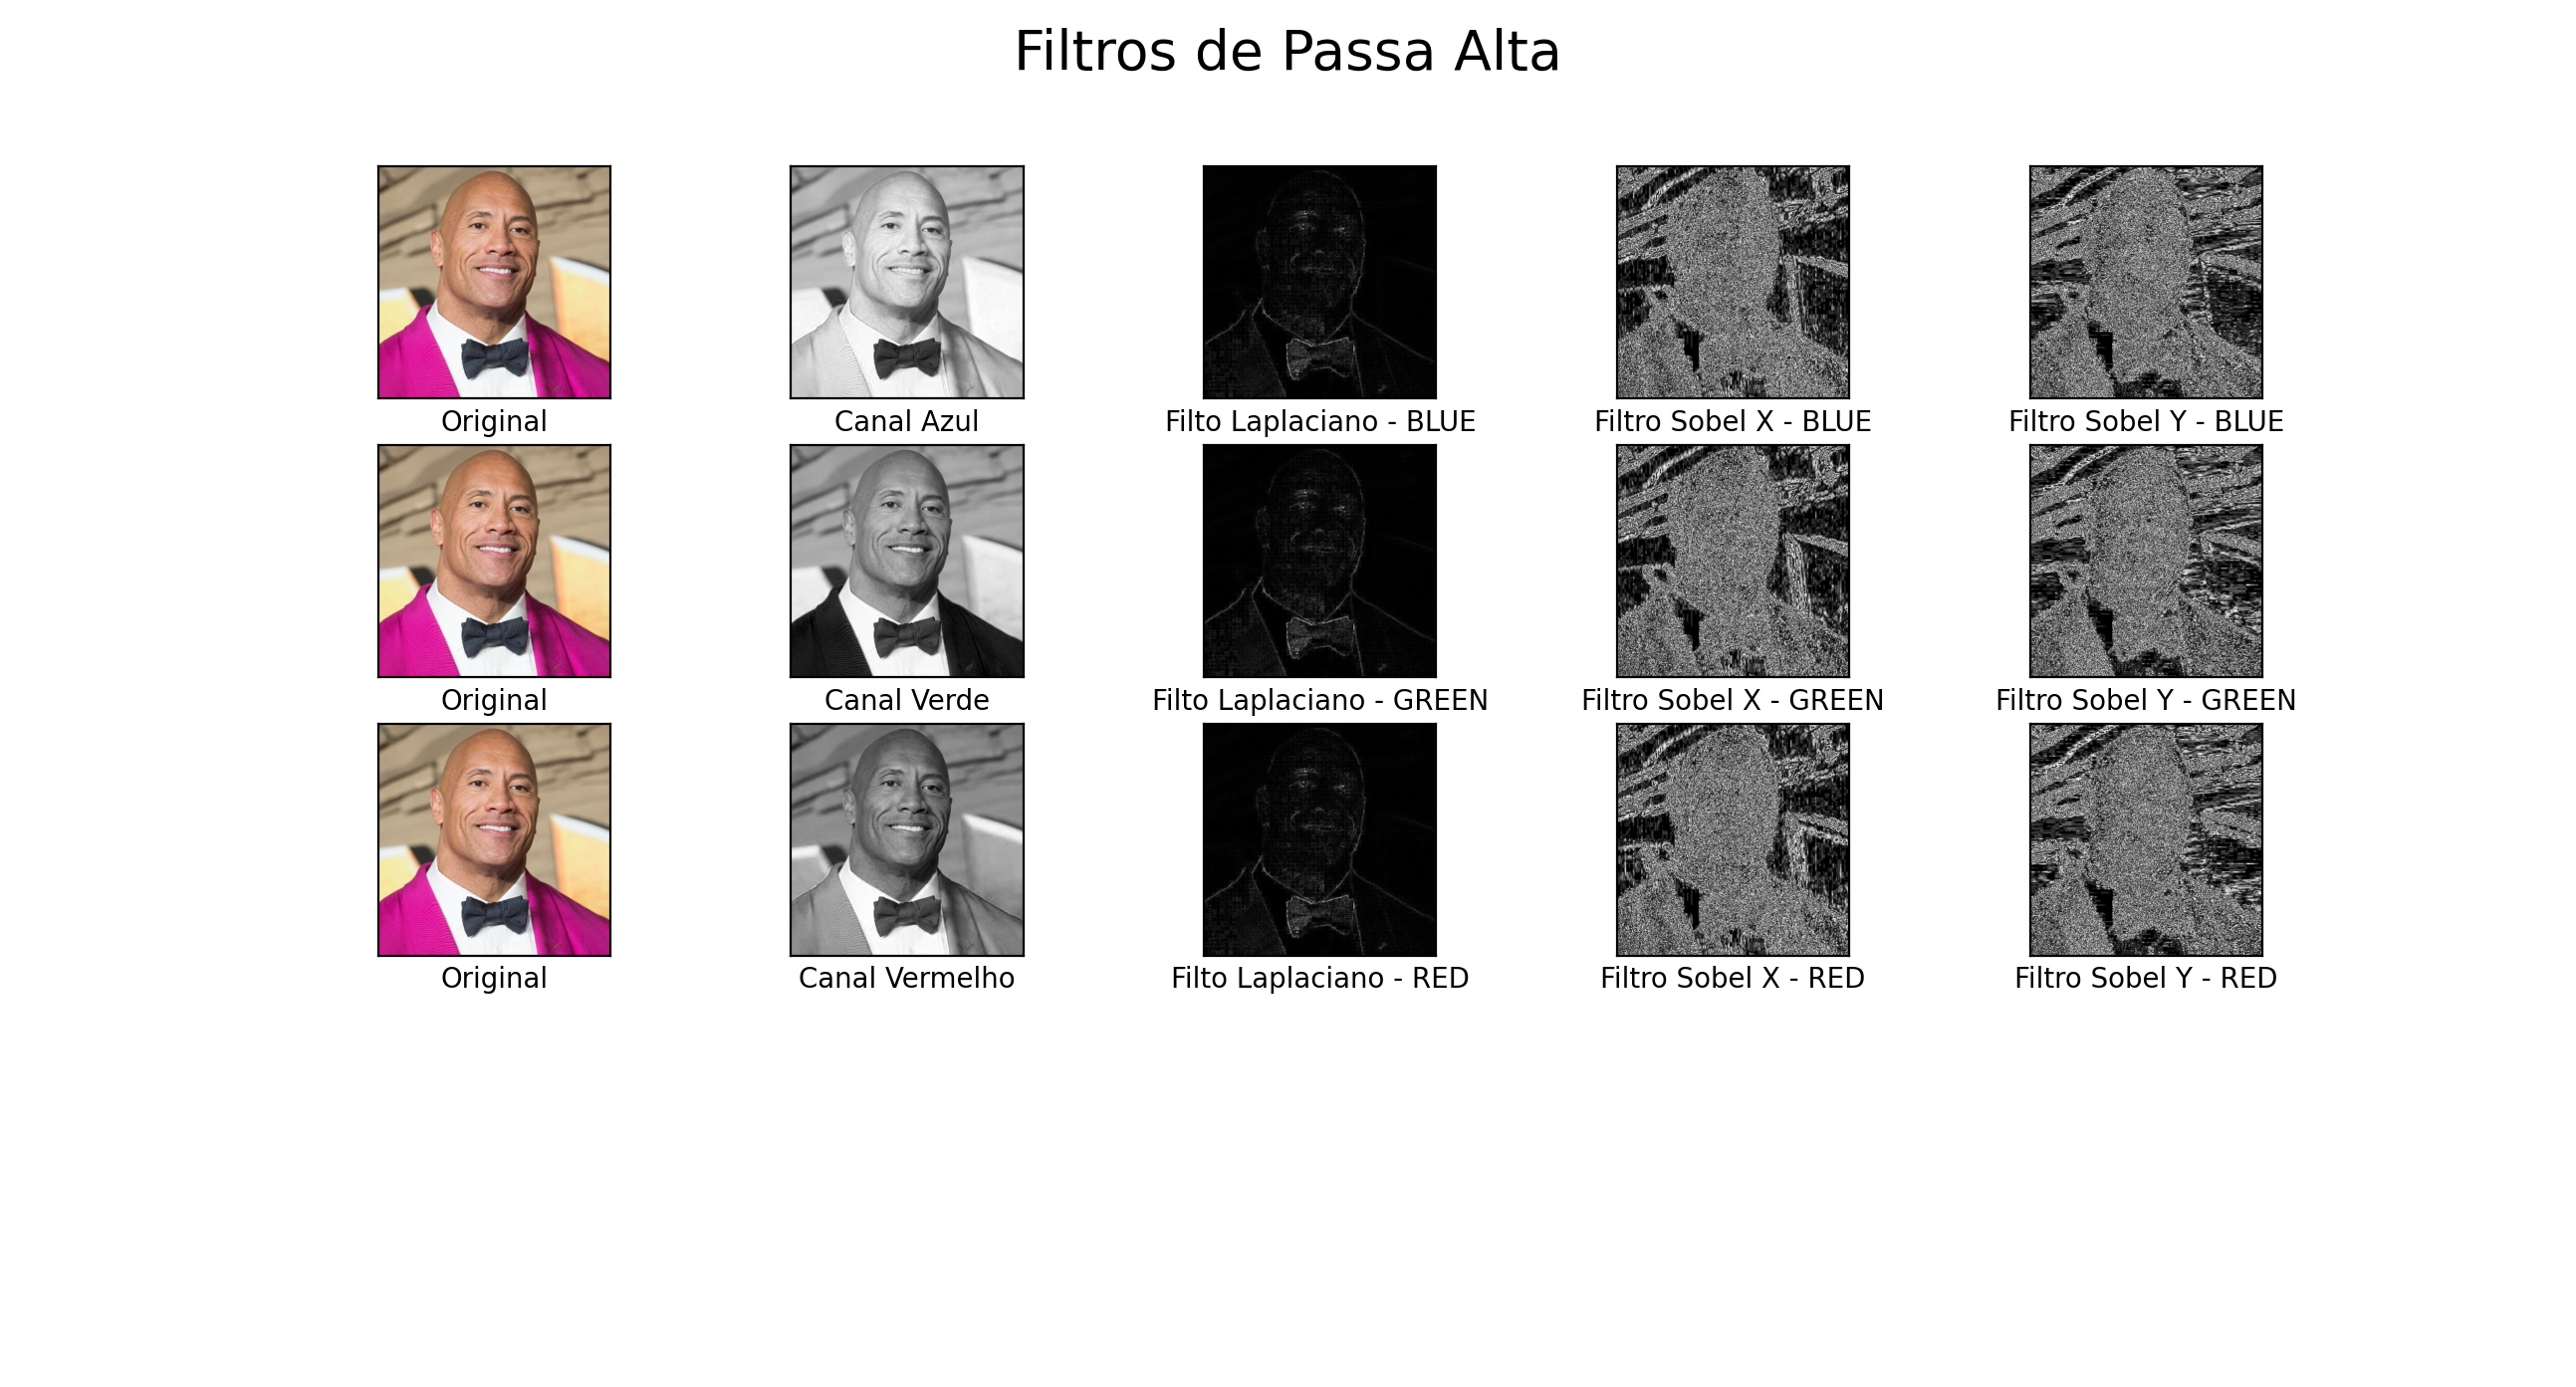 Filtros de Passa Alta
Original
Canal Azul
Filto Laplaciano - BLUE
Filtro Sobel X - BLUE
Filtro Sobel Y - BLUE
Original
Canal Verde
Filto Laplaciano - GREEN
Filtro Sobel X - GREEN
Filtro Sobel Y - GREEN
Original
Canal Vermelho
Filto Laplaciano - RED
Filtro Sobel X - RED
Filtro Sobel Y - RED